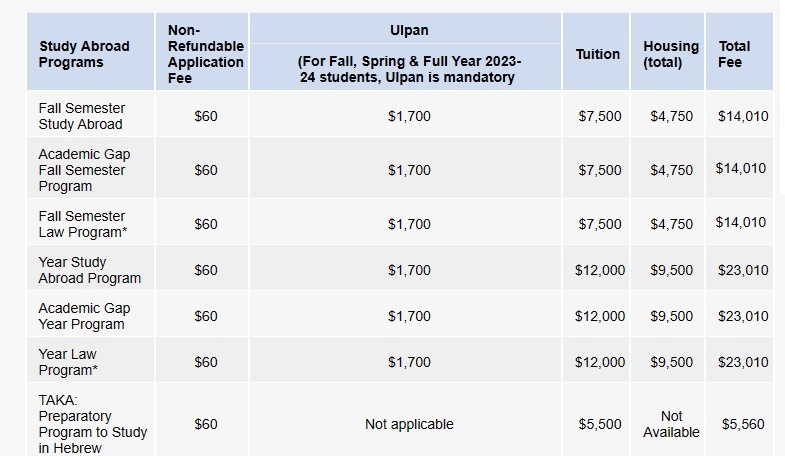 Study Abroad
Programs
Non-
Refundable
Application
Fee
Ulpan
(For Fall, Spring & Full Year 2023-
24 students, Ulpan is mandatory
Tuition
Housing
(total)
Total
Fee
Fall Semester
Study Abroad
$60
$1,700
$7,500
$4,750
$14,010
Academic Gap
Fall Semester
Program
$60
$1,700
$7,500
$4,750
$14,010
Fall Semester
Law Program*
$60
$1,700
$7,500
$4,750
$14,010
Year Study
Abroad Program
$60
$1,700
$12,000
$9,500
$23,010
Academic Gap
Year Program
$60
$1,700
$12,000
$9,500
$23,010
Year Law
Program*
$60
$1,700
$12,000
$9,500
$23,010
TAKA:
Preparatory
Program to Study
in Hebrew
$60
Not applicable
$5,500
Not
Available
$5,560